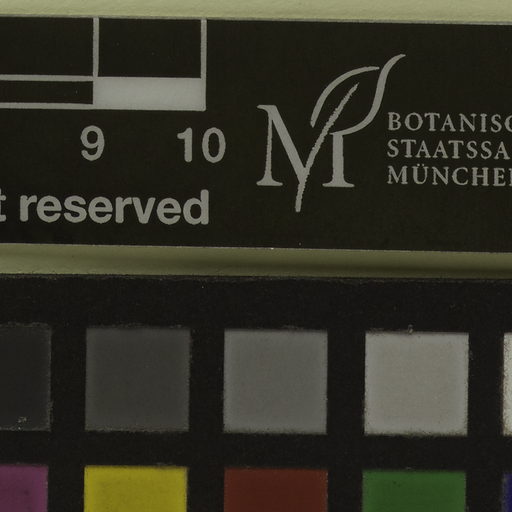 9 10
BOTANISC
STAATSSA
MÜNCHEN
t reserved